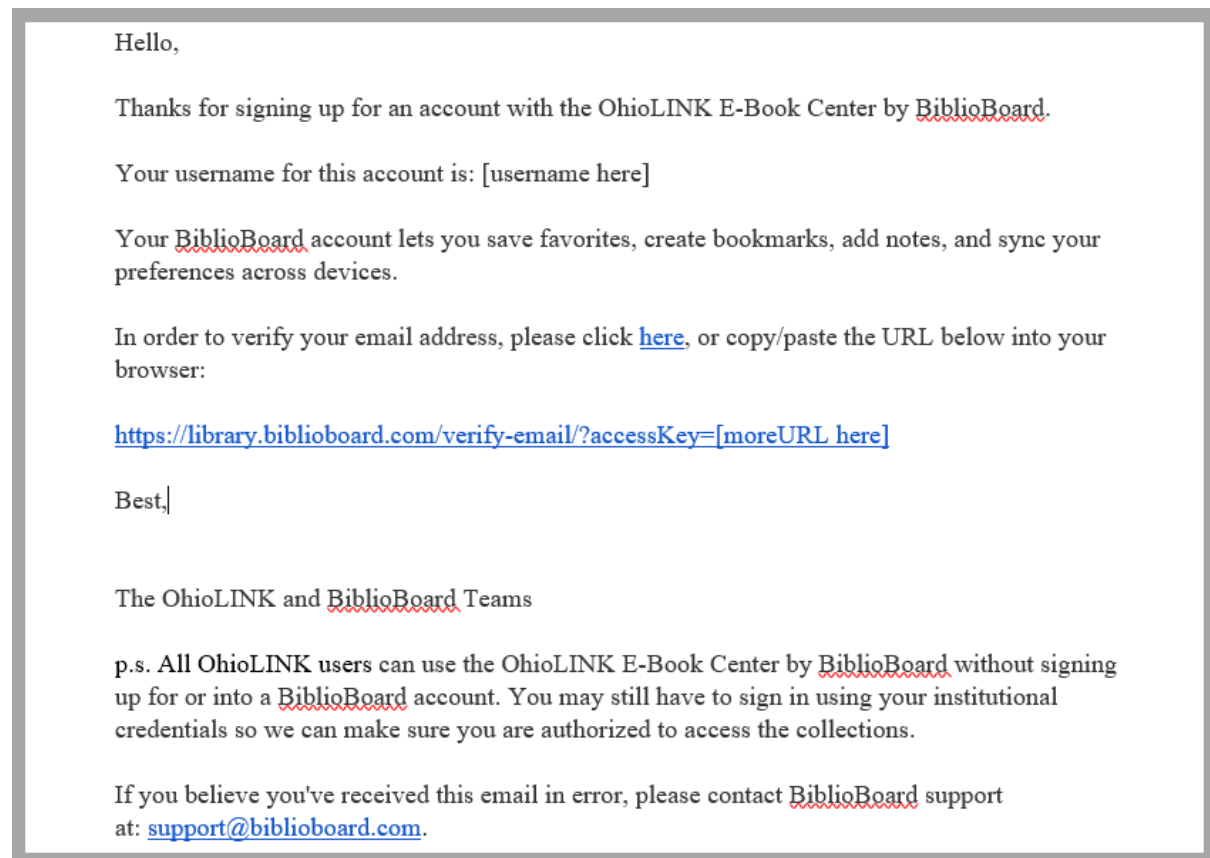 Hello,
Thanks for signing up for an account with the OhioLINK E-Book Center by BiblioBoard.
Your username for this account is: [username here]
Your BiblioBoard account lets you save favorites, create bookmarks, add notes, and sync your
preferences across devices.
In order to verify your email address, please click here, or copy/paste the URL below into your
browser:
https://library.biblioboard.com/verify-email/?accessKey=[moreURL here]
Best,
The OhioLINK and BiblioBoard Teams
p.s. All OhioLINK users can use the OhioLINK E-Book Center by BiblioBoard without signing
up for or into a BiblioBoard account. You may still have to sign in using your institutional
credentials so we can make sure you are authorized to access the collections.
If you believe you've received this email in error, please contact BiblioBoard support
at: support@biblioboard.com.